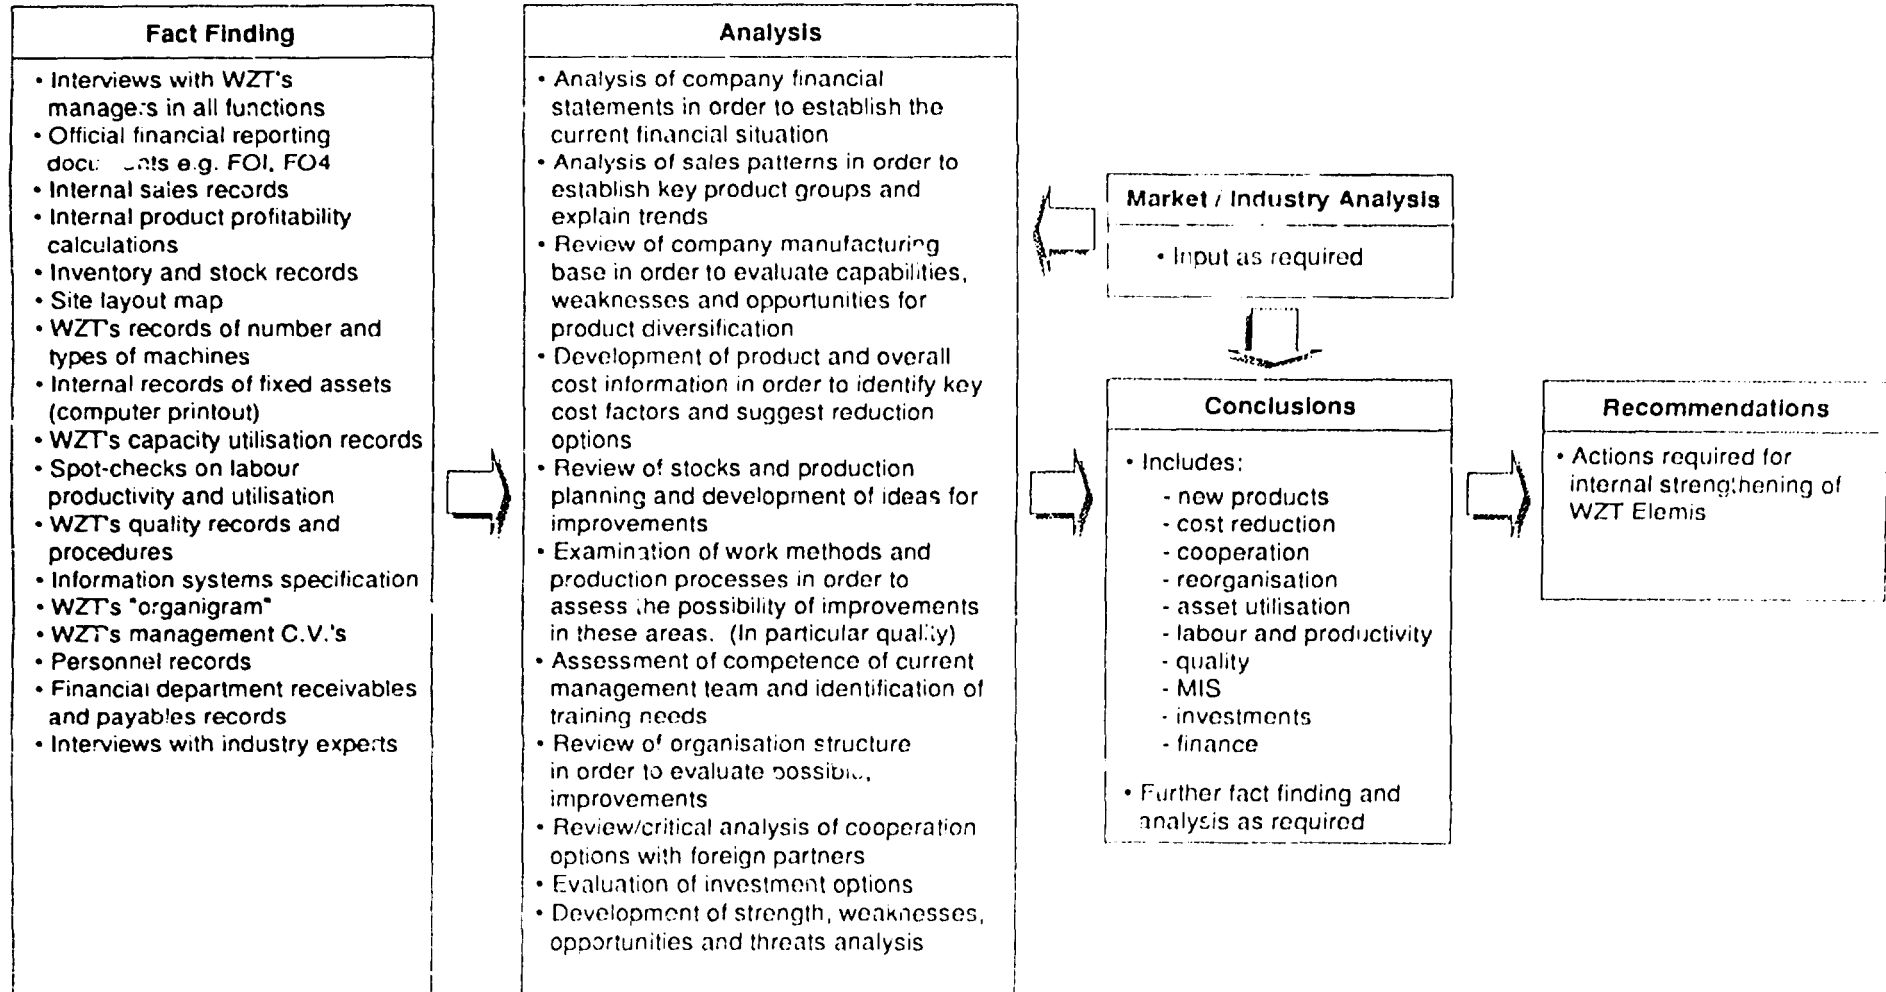 Fact Finding
• Interviews with WZT's
managers in all functions
• Official financial reporting
e.g. FOI, FO4
• Internal sales records
• Internal product profitability
calculations
• Inventory and stock records
• Site layout map
• WZT's records of number and
types of machines
• Internal records of fixed assets
(computer printout)
• WZT's capacity utilisation records
• Spot-checks on labour
productivity and utilisation
• WZT's quality records and
procedures
• Information systems specification
• WZT's "organigram"
• WZT's management C.V.'s
• Personnel records
• Financial department receivables
and payables records
• Interviews with industry experts
Analysis
• Analysis of company financial
statements in order to establish the
current financial situation
• Analysis of sales patterns in order to
establish key product groups and
explain trends
• Review of company manufacturing
base in order to evaluate capabilities,
weaknesses and opportunities for
product diversification
• Development of product and overall
cost information in order to identify key
cost factors and suggest reduction
options
• Review of stocks and production
planning and development of ideas for
improvements
• Examination of work methods and
production processes in order to
assess the possibility of improvements
in these areas. (In particular quality)
• Assessment of competence of current
management team and identification of
training needs
• Review of organisation structure
in order to evaluate
improvements
• Review/critical analysis of cooperation
options with foreign partners
• Evaluation of investment options
• Development of strength, weaknesses,
opportunities and threats analysis
Market / Industry Analysis
• Input as required
Conclusions
• Includes:
- new products
- cost reduction
- cooperation
- reorganisation
- asset utilisation
- labour and productivity
- quality
- MIS
- investments
- finance
• Further fact finding and
analysis as required
Recommendations
• Actions required for
internal strengthening of
WZT Elemis